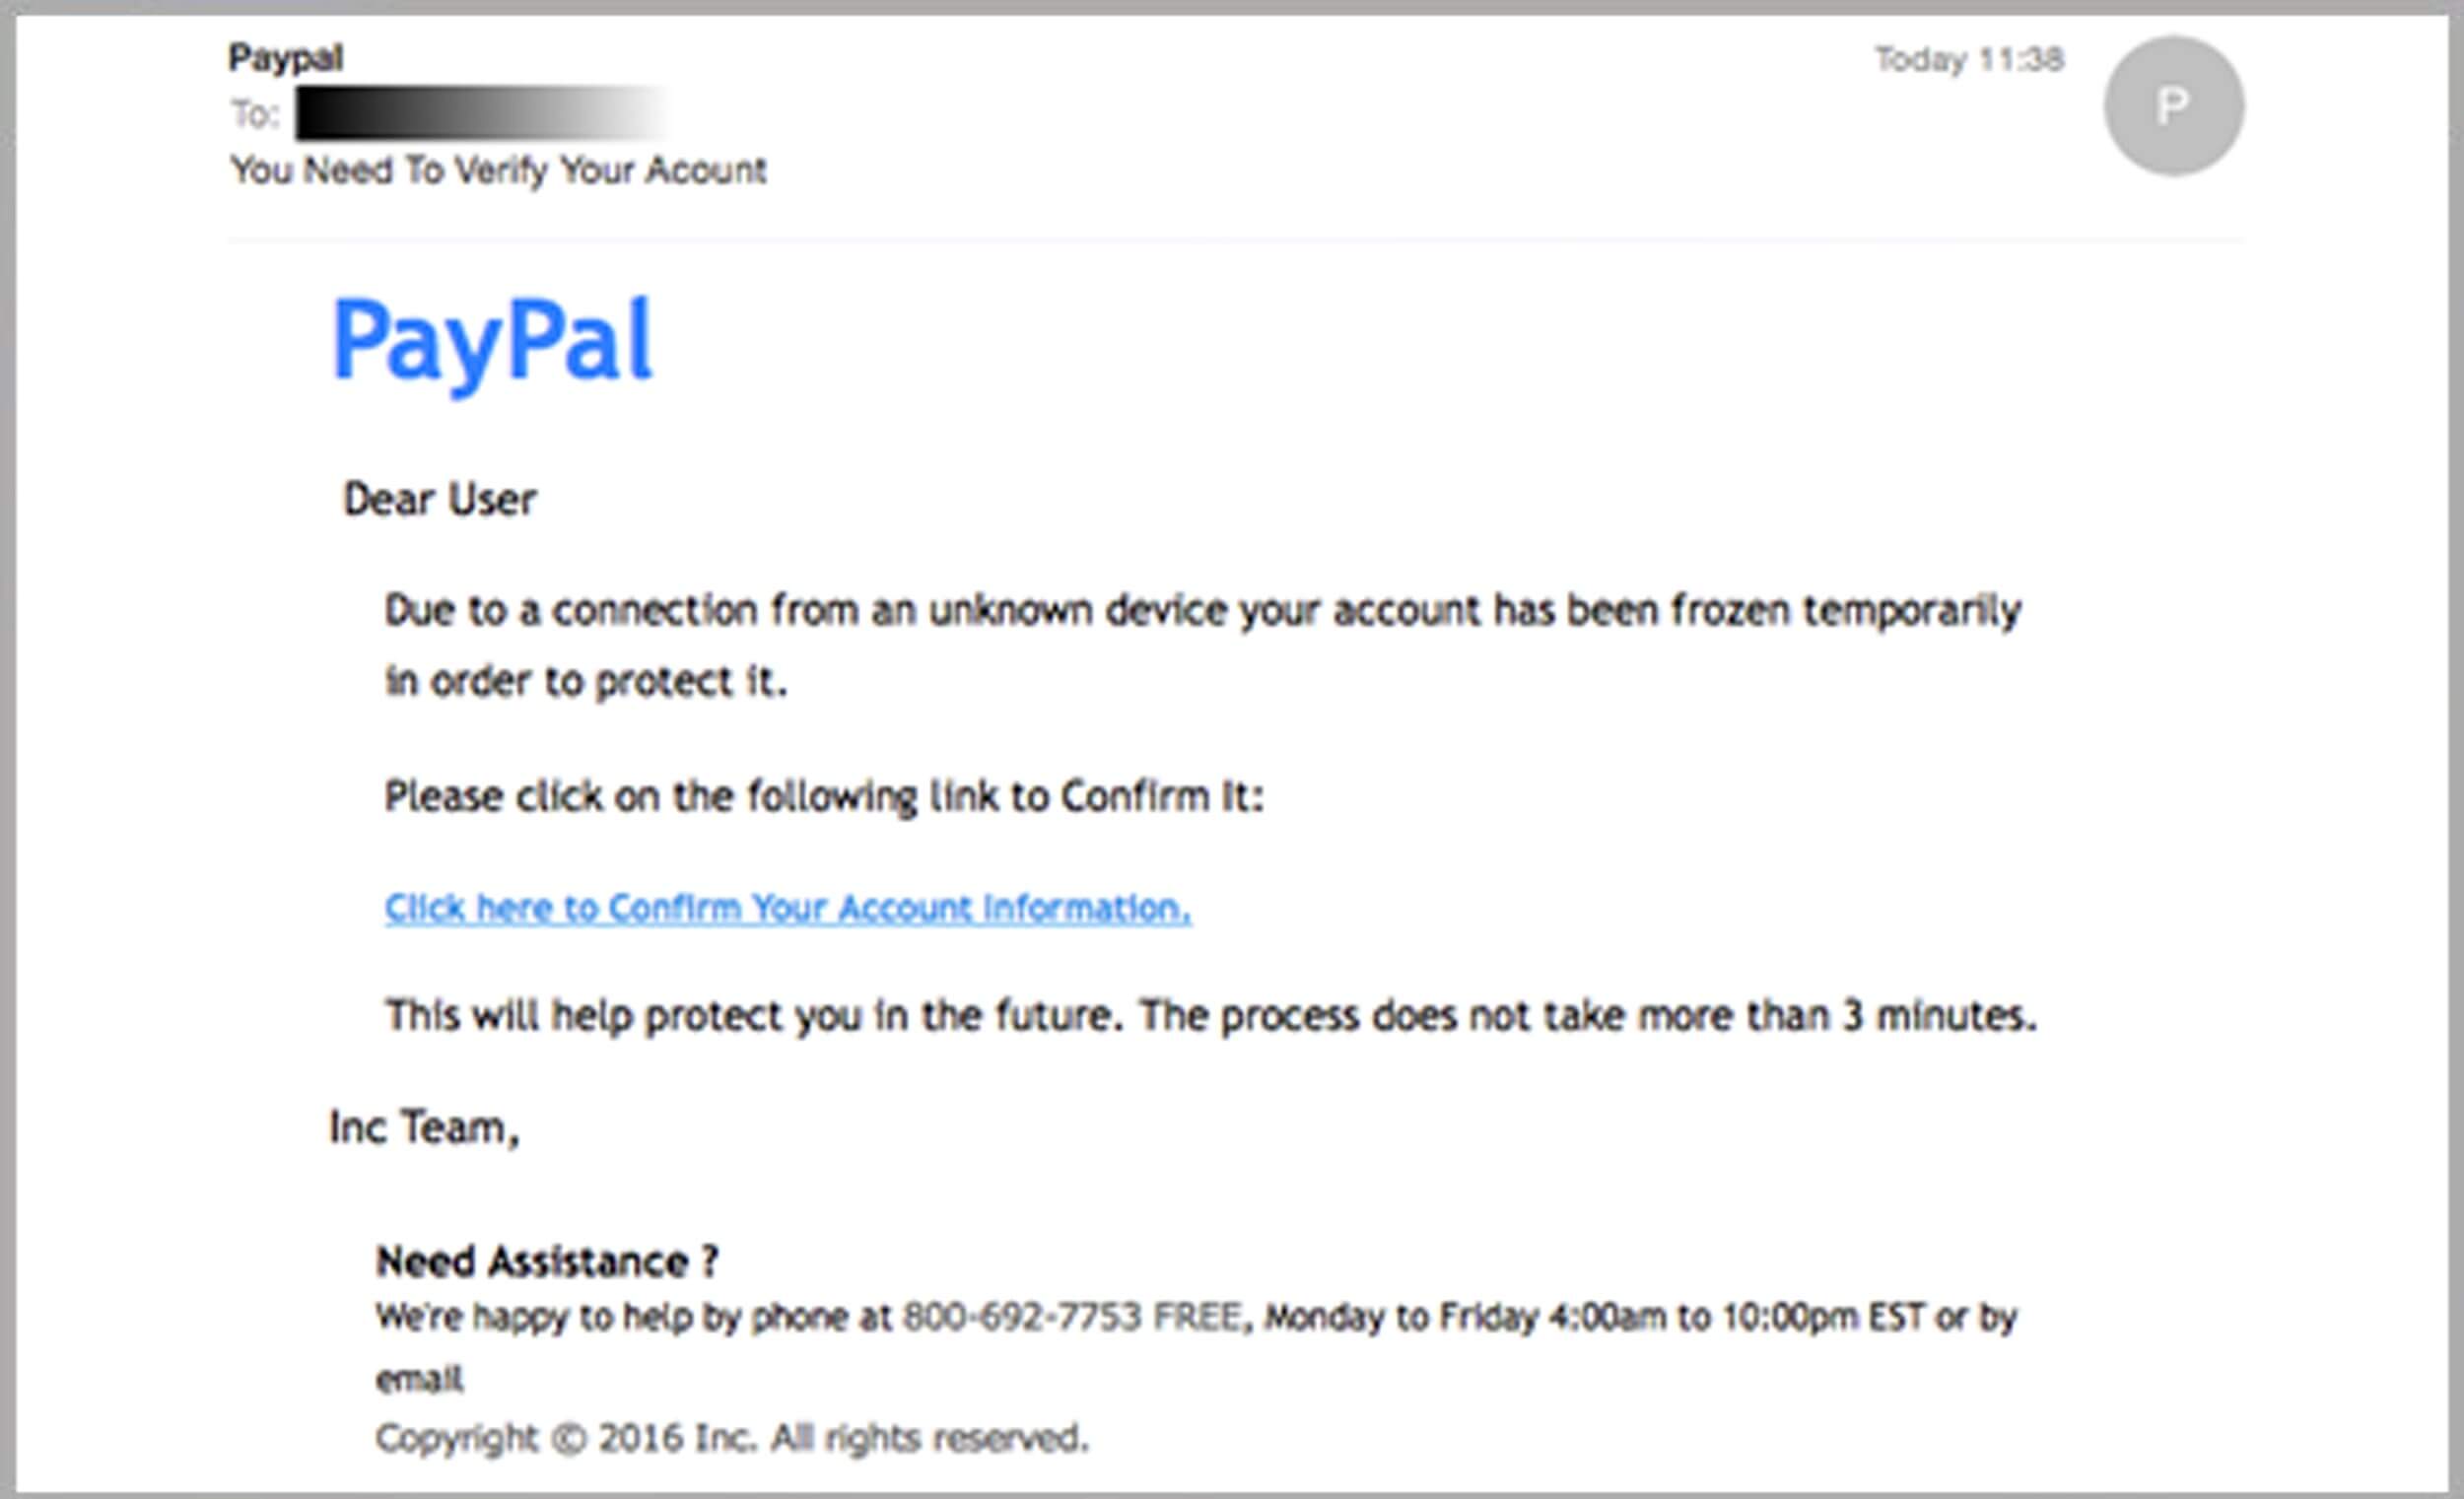 Paypal
Today 11:38
P
To:
You Need To Verify Your Acount
PayPal
Dear User
Due to a connection from an unknown device your account has been frozen temporarily
in order to protect it.
Please click on the following link to Confirm It:
Click here to Confirm Your Account Information.
This will help protect you in the future. The process does not take more than 3 minutes.
Inc Team,
Need Assistance ?
We're happy to help by phone at 800-692-7753 FREE, Monday to Friday 4:00am to 10:00pm EST or by
email
Copyright © 2016 Inc. All rights reserved.